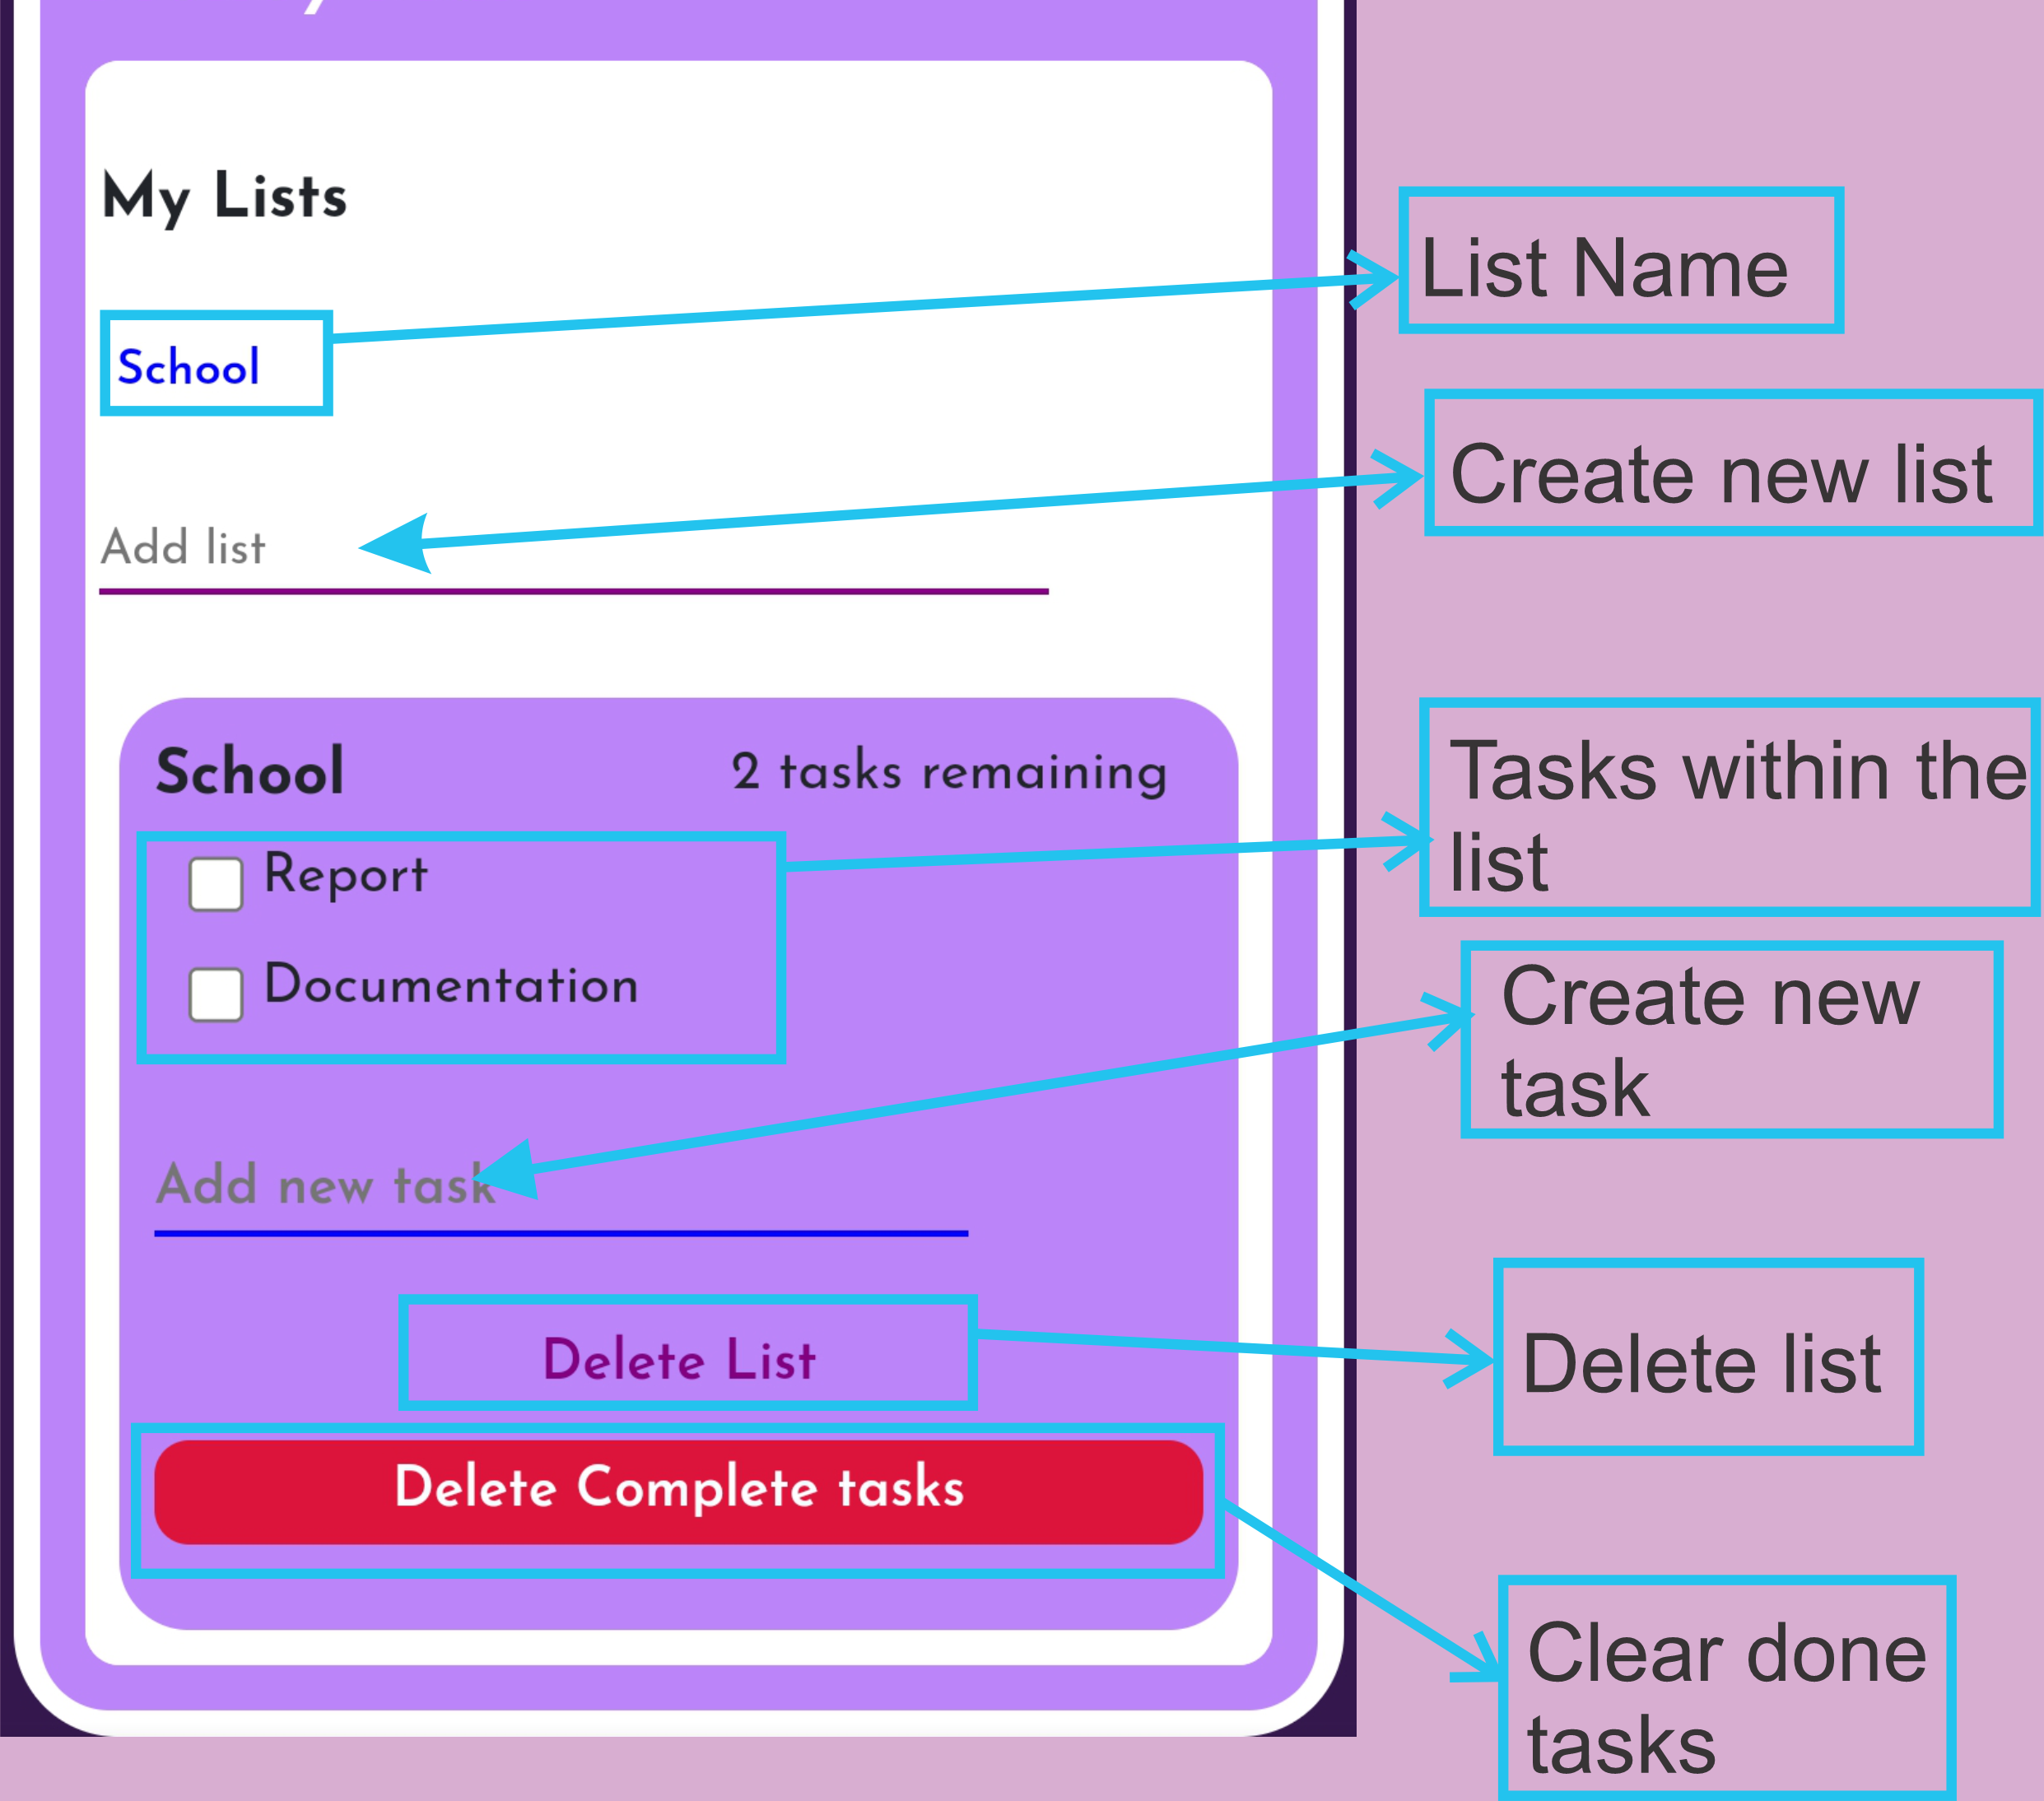 My Lists
List Name
School
Create new list
Add list
School
2 tasks remaining
Tasks within the
list
Report
Documentation
Create new
task
Add new task
Delete List
Delete list
Delete Complete tasks
Clear done
tasks